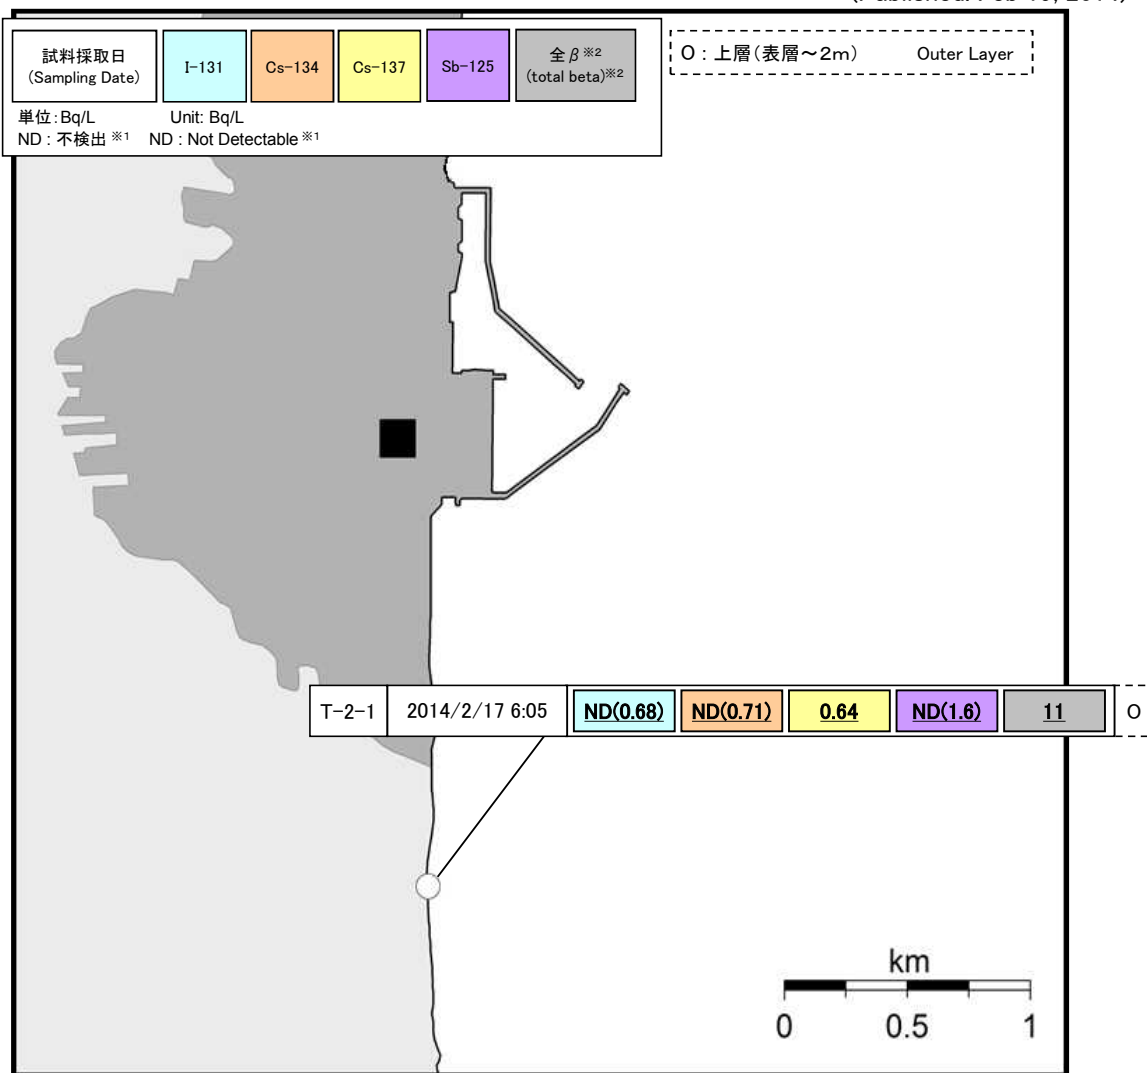 試料採取日
(Sampling Date)
I-131
Cs-134
Cs-137
Sb-125
全β※2
(total beta)※2
O : 上層(表層～2m) Outer Layer
単位:Bq/L Unit: Bq/L
ND : 不検出 ※1 ND : Not Detectable ※1
T-2-1 2014/2/17 6:05 ND(0.68) ND(0.71) 0.64 ND(1.6) 11 O
km
0 0.5 1